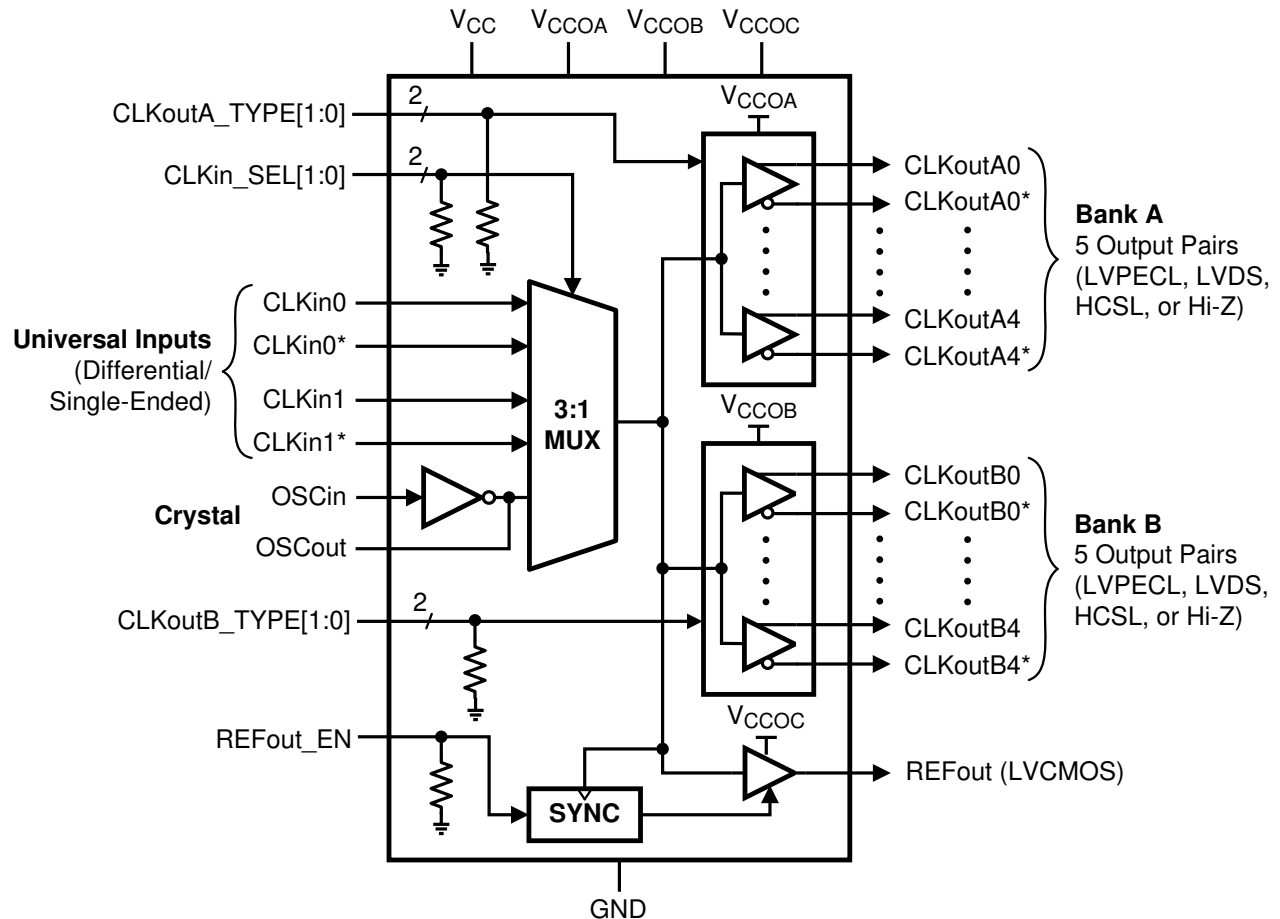 VCC
VCCOA
VCCOB
VCCOC
CLKoutA_TYPE[1:0]
2
VCCOA
CLKin_SEL[1:0]
2
CLKoutA0
CLKoutA0*
Bank A
5 Output Pairs
(LVPECL, LVDS,
HCSL, or Hi-Z)
CLKoutA4
CLKoutA4*
Universal Inputs
(Differential/
Single-Ended)
CLKin0
CLKin0*
CLKin1
CLKin1*
3:1
MUX
VCCOB
Crystal
OSCin
OSCout
CLKoutB0
CLKoutB0*
Bank B
5 Output Pairs
(LVPECL, LVDS,
HCSL, or Hi-Z)
CLKoutB4
CLKoutB4*
CLKoutB_TYPE[1:0]
2
VCCOC
REFout_EN
SYNC
REFout (LVCMOS)
GND